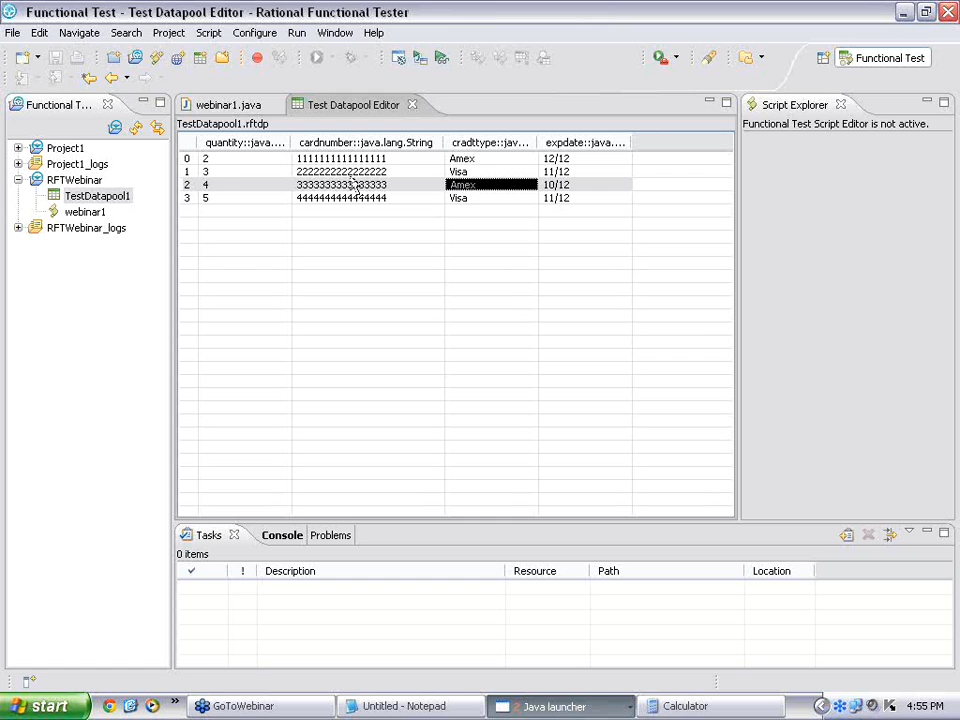 Functional Test - Test Datapool Editor - Rational Functional Tester
File Edit Navigate Search Project Script Configure Run Window Help
Functional Test
Functional T...
webinar1.java
Test Datapool Editor
Script Explorer
TestDatapool1.rftdp
Functional Test Script Editor is not active.
quantity::java.... cardnumber::java.lang.String cradttype::jav... expdate::java....
0 2 1111111111111111 Amex 12/12
1 3 2222222222222222 Visa 11/12
2 4 3333333333333333 Amex 10/12
3 5 4444444444444444 Visa 11/12
Project1
Project1_logs
RFTWebinar
TestDatapool1
webinar1
RFTWebinar_logs
Tasks Console Problems
0 items
! Description Resource Path Location
start
GoToWebinar
Untitled - Notepad
2 Java launcher
Calculator
4:55 PM